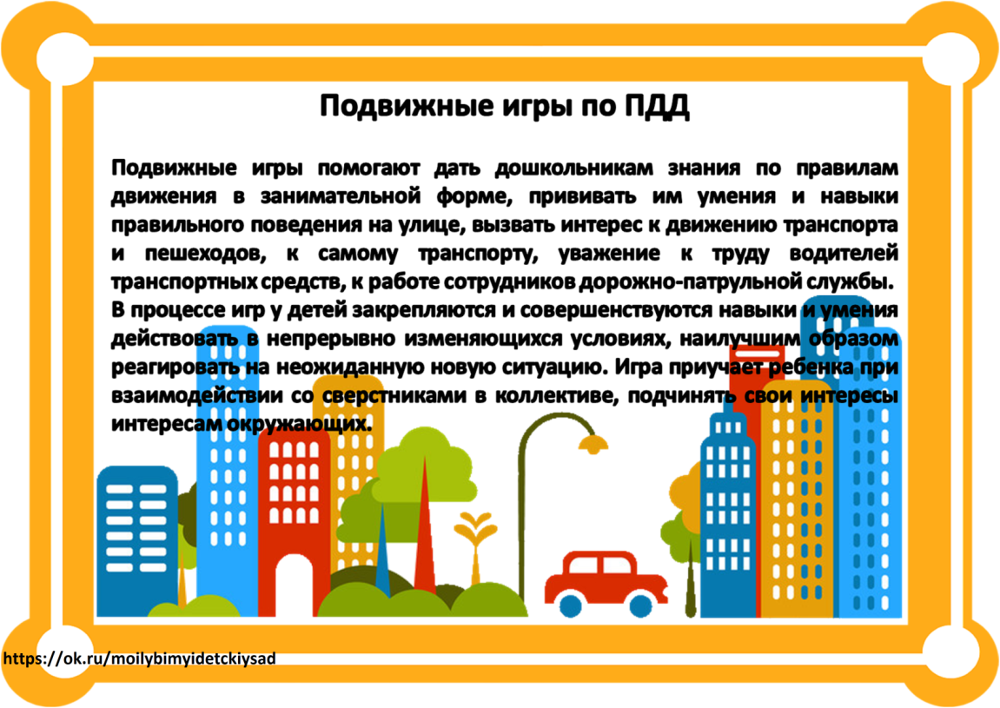 Подвижные игры по ПДД
Подвижные игры помогают дать дошкольникам знания по правилам
движения в занимательной форме, прививать им умения и навыки
правильного поведения на улице, вызвать интерес к движению транспорта
и пешеходов, к самому транспорту, уважение к труду водителей
транспортных средств, к работе сотрудников дорожно-патрульной службы.
В процессе игр у детей закрепляются и совершенствуются навыки и умения
действовать в непрерывно изменяющихся условиях, наилучшим образом
реагировать на неожиданную новую ситуацию. Игра приучает ребенка при
взаимодействии со сверстниками в коллективе, подчинять свои интересы
интересам окружающих.
https://ok.ru/moilybimyidetckiysad